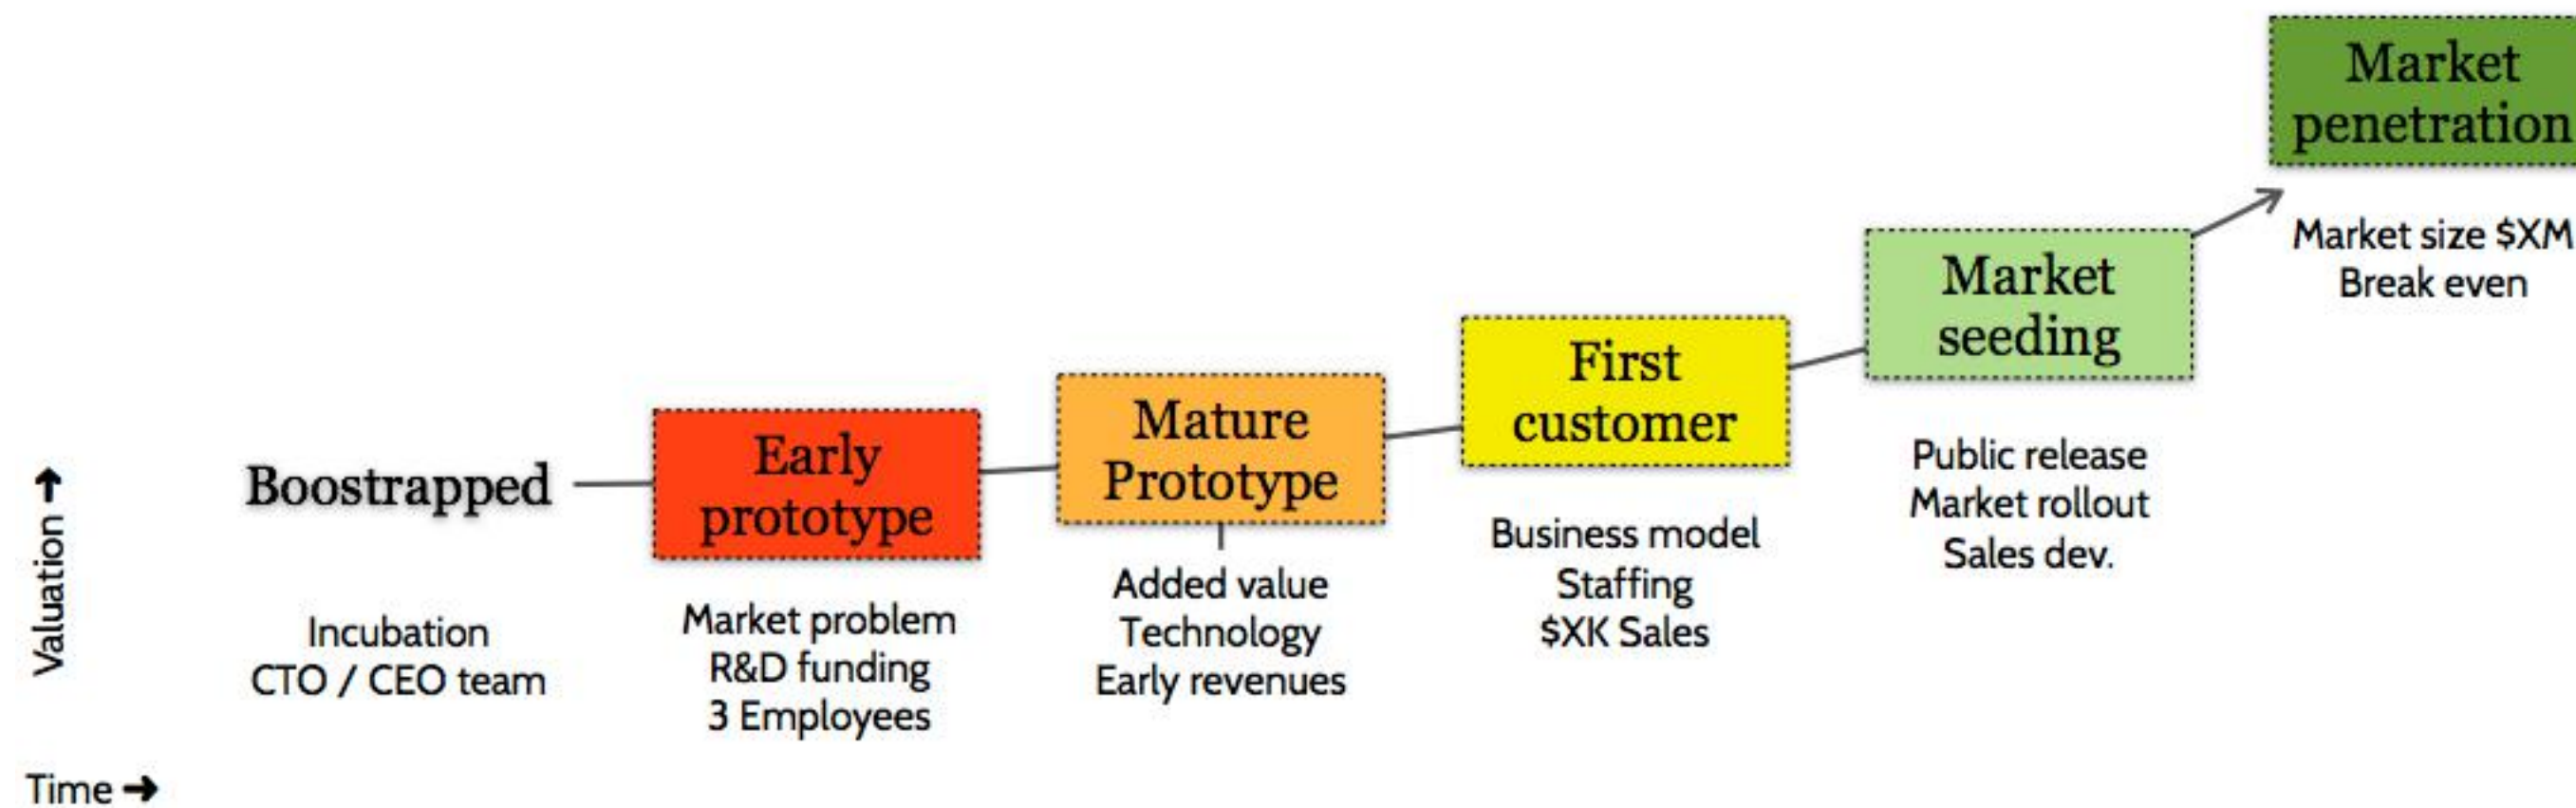 Market
penetration
Market size $XM
Break even
Market
seeding
Public release
Market rollout
Sales dev.
First
customer
Business model
Staffing
$XK Sales
Mature
Prototype
Added value
Technology
Early revenues
Early
prototype
Market problem
R&D funding
3 Employees
Boostrapped
Incubation
CTO / CEO team
Valuation ➔
Time ➔